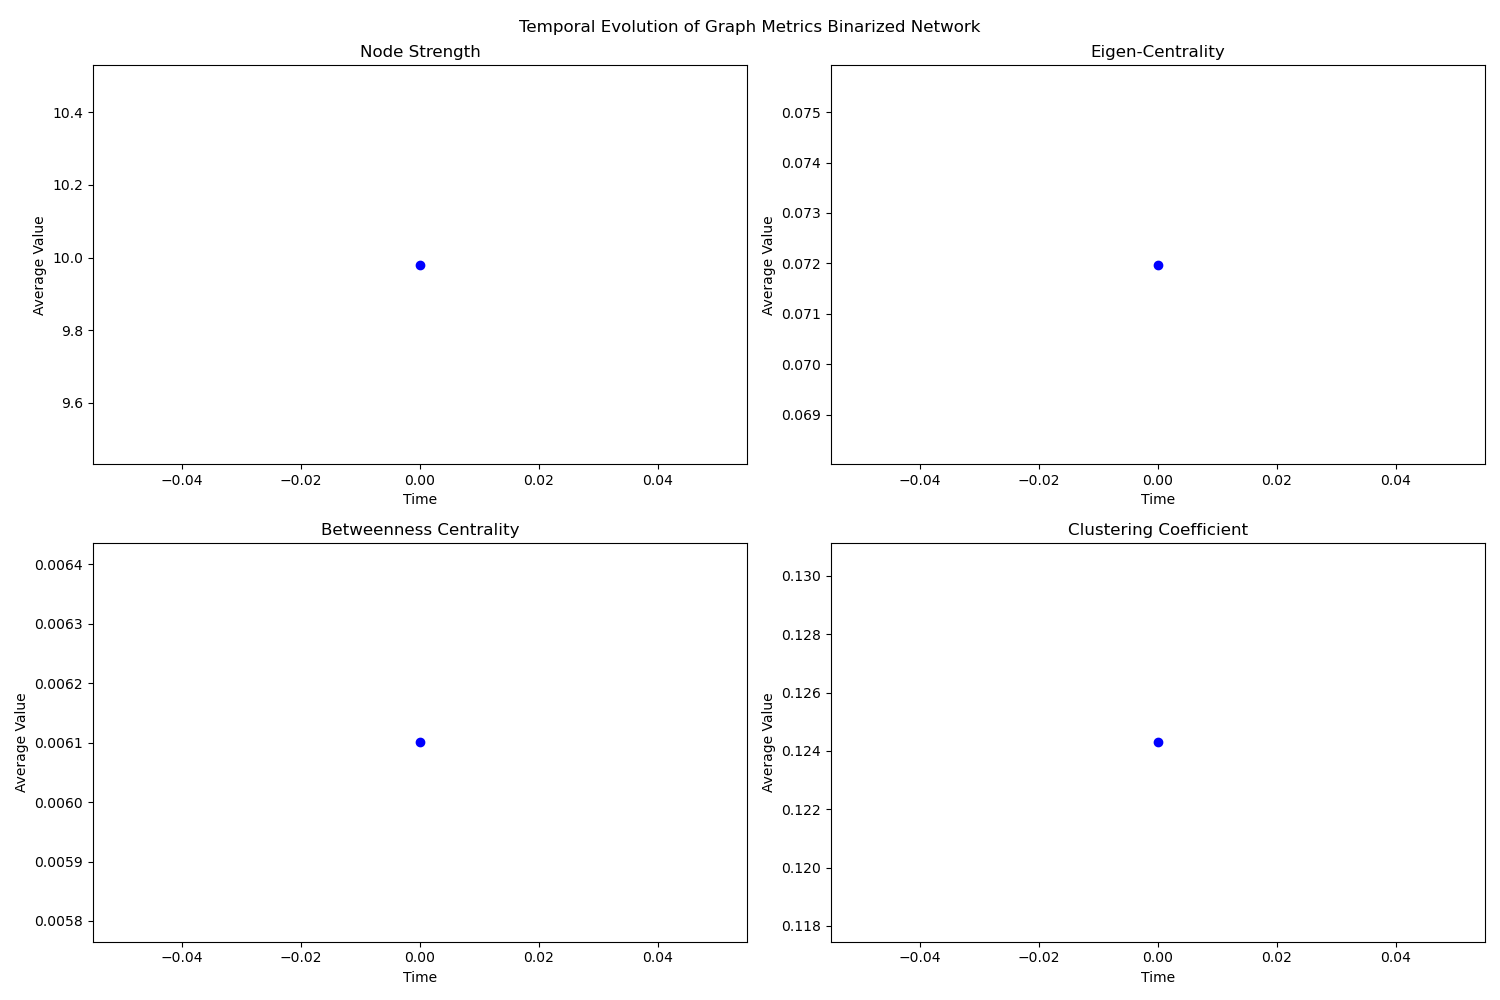 Temporal Evolution of Graph Metrics Binarized Network
Node Strength
10.4
10.2
10.0
9.8
9.6
Average Value
−0.04 −0.02 0.00 0.02 0.04
Time
Eigen-Centrality
0.075
0.074
0.073
0.072
0.071
0.070
0.069
Average Value
−0.04 −0.02 0.00 0.02 0.04
Time
Betweenness Centrality
0.0064
0.0063
0.0062
0.0061
0.0060
0.0059
0.0058
Average Value
−0.04 −0.02 0.00 0.02 0.04
Time
Clustering Coefficient
0.130
0.128
0.126
0.124
0.122
0.120
0.118
Average Value
−0.04 −0.02 0.00 0.02 0.04
Time